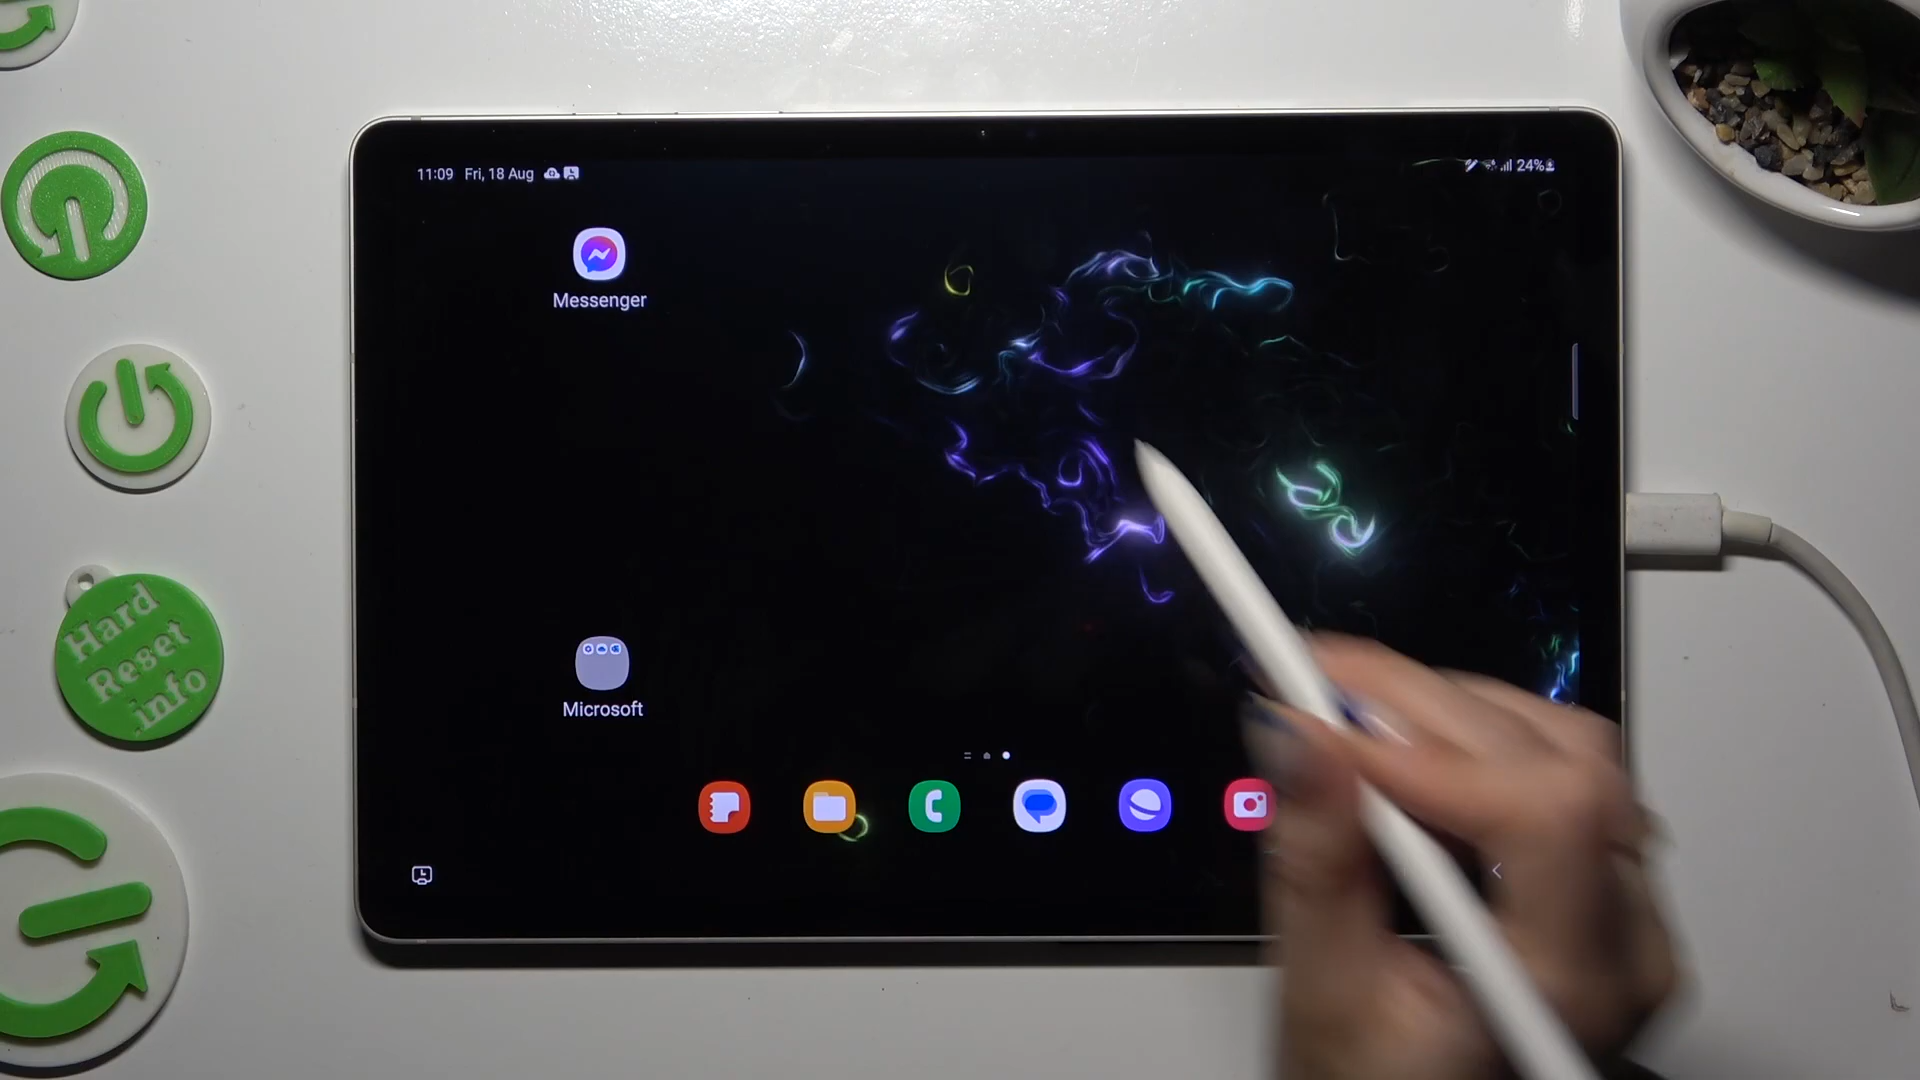 11:09 Fri, 18 Aug
24%
Messenger
Microsoft
Hard
Reset
.info